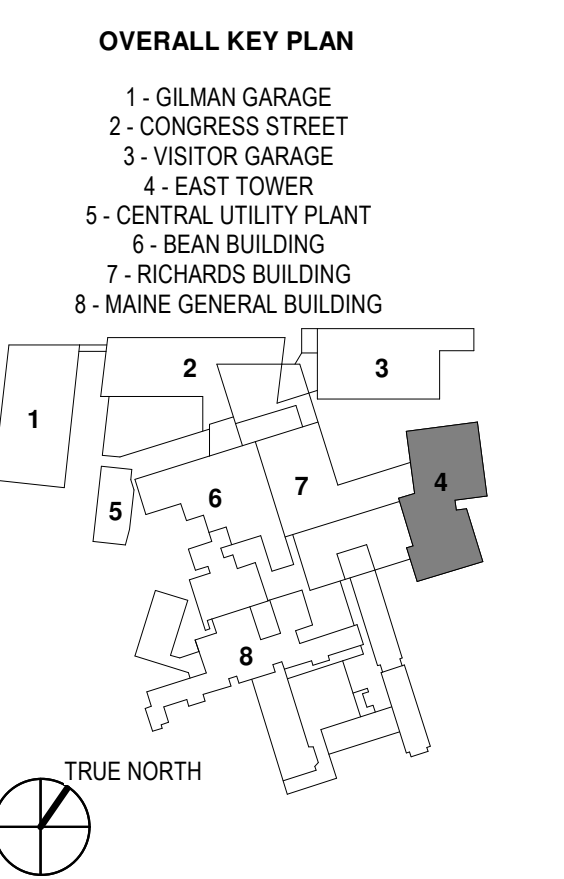 OVERALL KEY PLAN
1 - GILMAN GARAGE
2 - CONGRESS STREET
3 - VISITOR GARAGE
4 - EAST TOWER
5 - CENTRAL UTILITY PLANT
6 - BEAN BUILDING
7 - RICHARDS BUILDING
8 - MAINE GENERAL BUILDING
2
3
1
4
7
6
5
8
TRUE NORTH